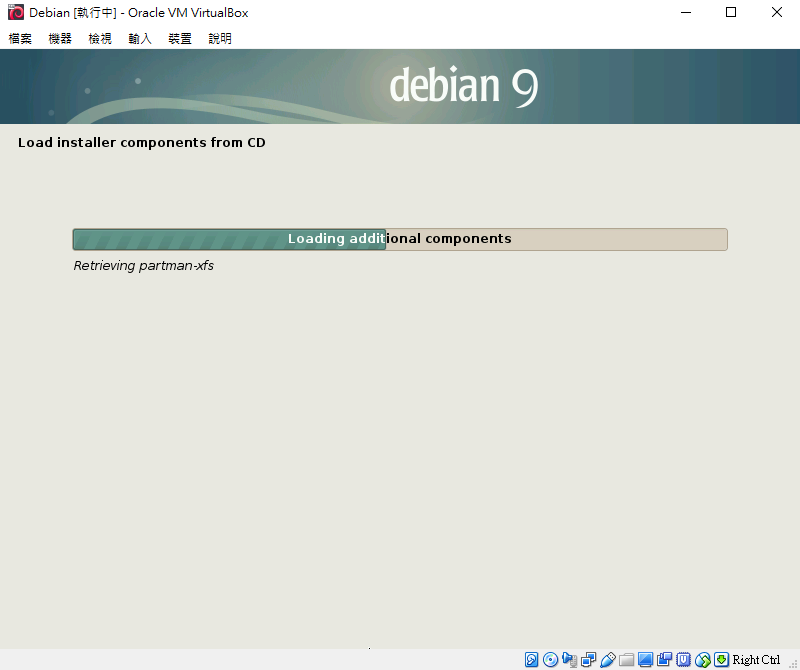 Debian [執行中] - Oracle VM VirtualBox
檔案 機器 檢視 輸入 裝置 說明
debian 9
Load installer components from CD
Loading additional components
Retrieving partman-xfs
Right Ctrl